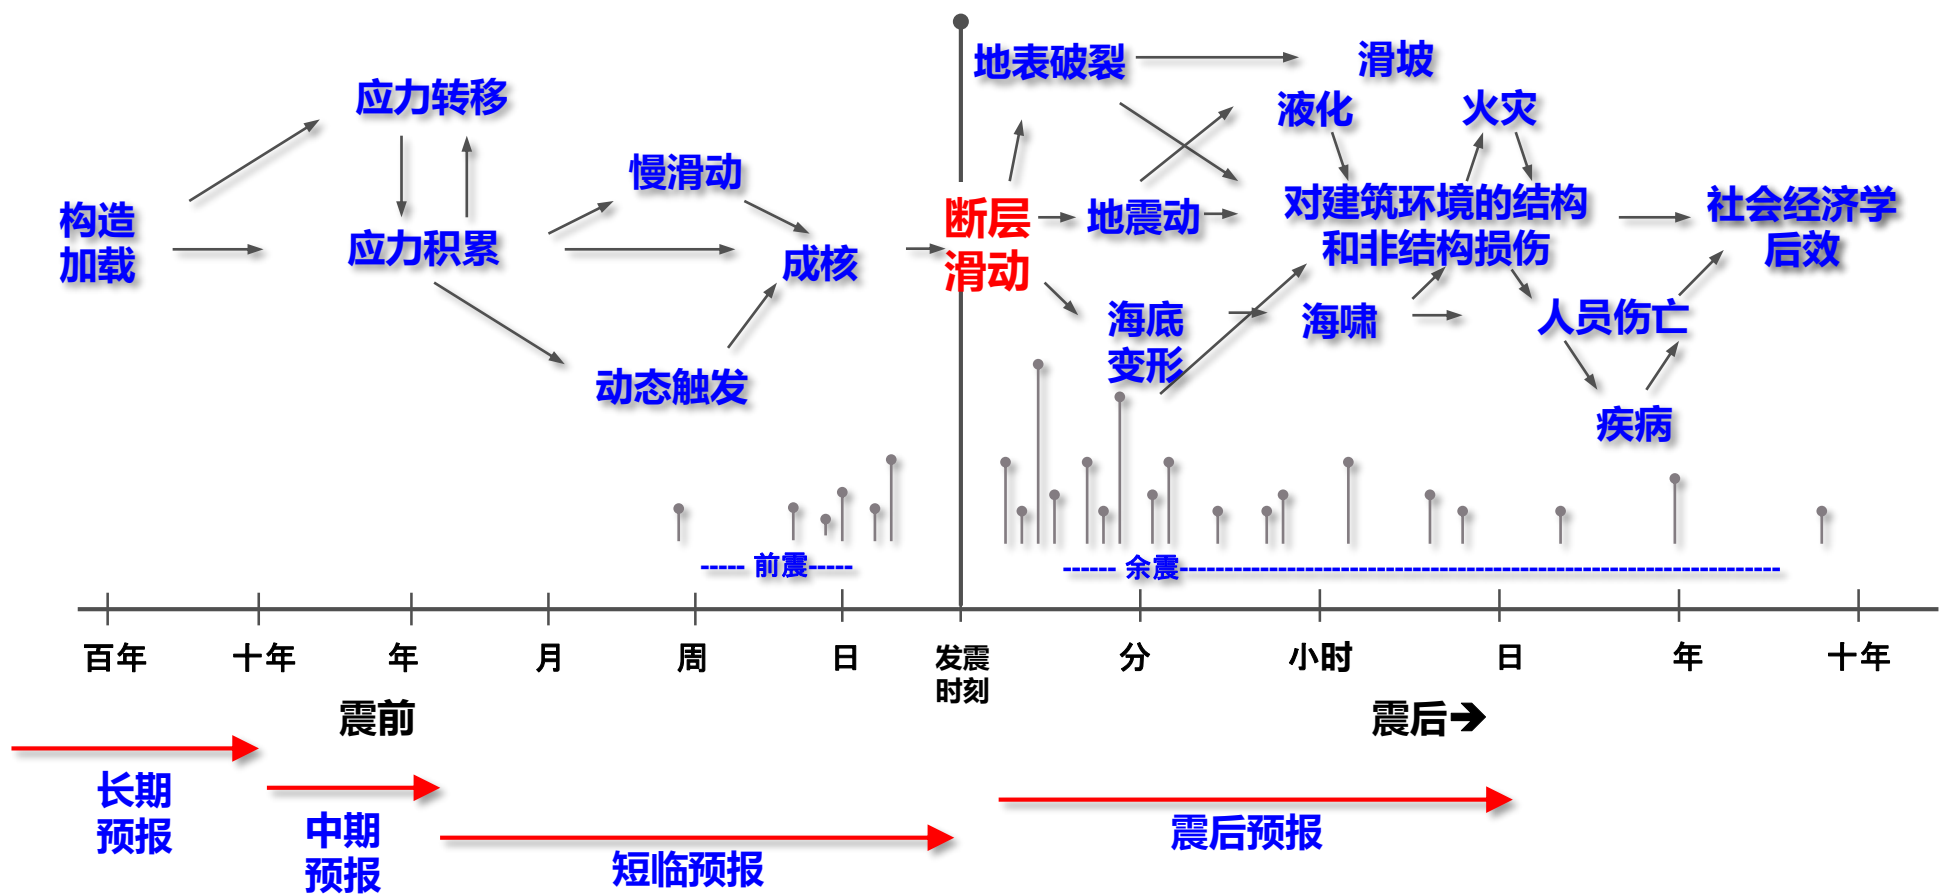 构造
加载
应力转移
应力积累
慢滑动
成核
动态触发
断层
滑动
地表破裂
滑坡
液化
火灾
地震动
对建筑环境的结构
和非结构损伤
社会经济学
后效
海底
变形
海啸
人员伤亡
疾病
----- 前震-----
------ 余震-------------------------------------------------------------------
百年
十年
年
月
周
日
发震
时刻
分
小时
日
年
十年
震前
震后➔
长期
预报
中期
预报
短临预报
震后预报